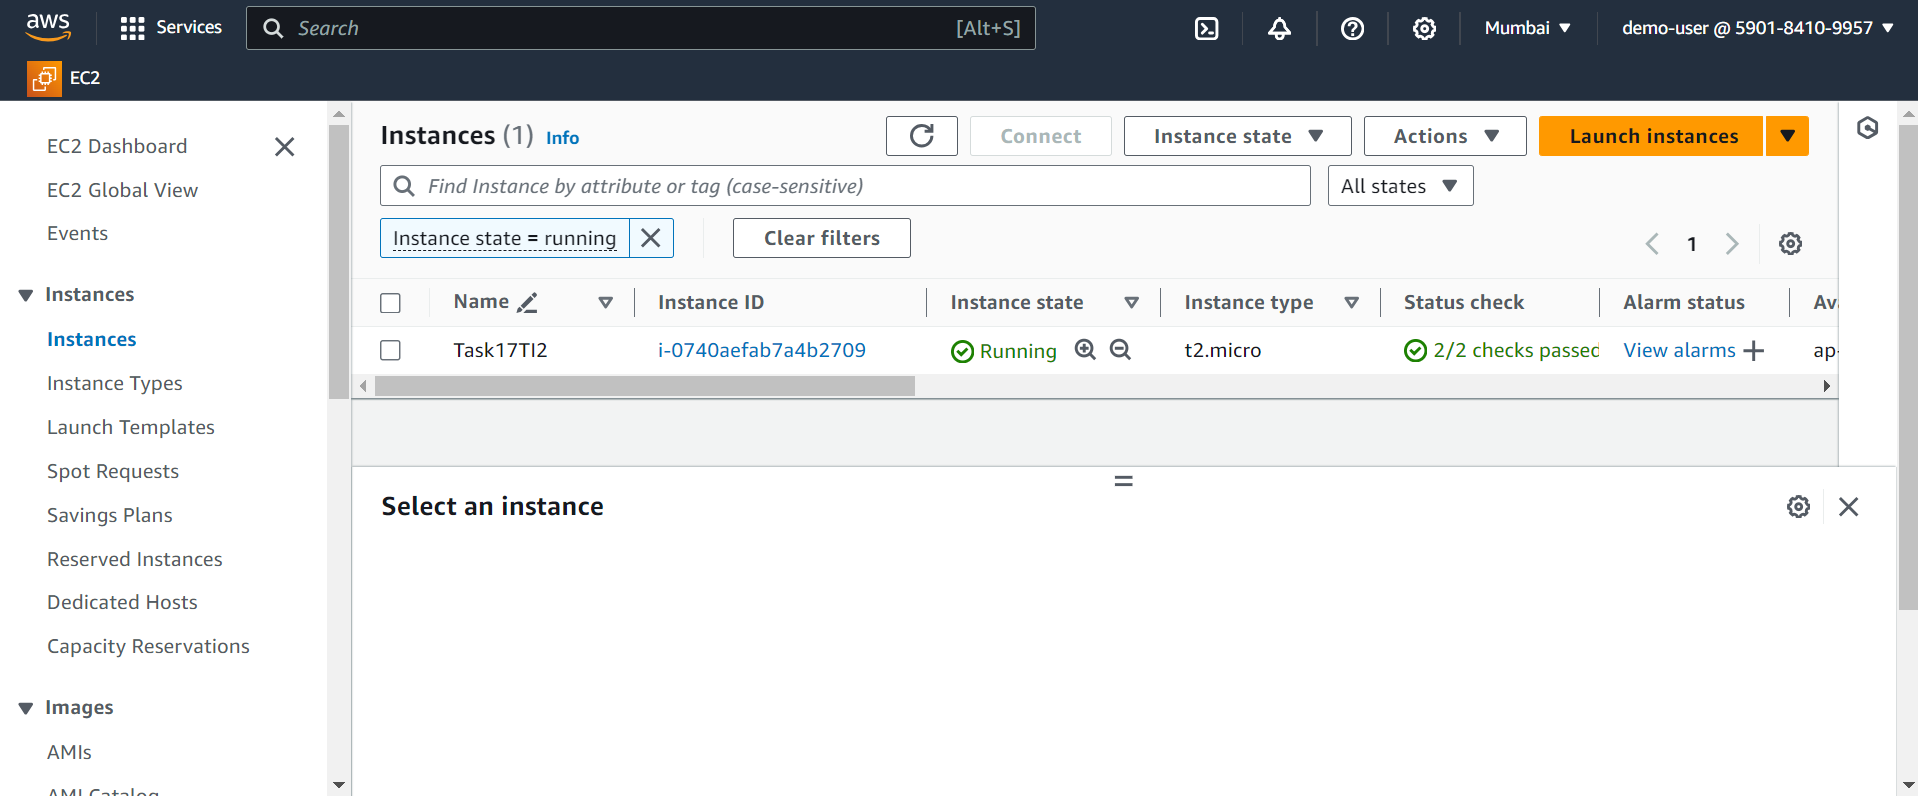 aws
Services
Search
[Alt+S]
Mumbai
demo-user @ 5901-8410-9957
EC2
EC2 Dashboard
EC2 Global View
Events
Instances
Instances
Instance Types
Launch Templates
Spot Requests
Savings Plans
Reserved Instances
Dedicated Hosts
Capacity Reservations
Images
AMIs
AMI Catalog
Instances (1) Info
Connect
Instance state
Actions
Launch instances
Find Instance by attribute or tag (case-sensitive)
All states
Instance state = running
Clear filters
1
Name Instance ID Instance state Instance type Status check Alarm status Av
Task17TI2 i-0740aefab7a4b2709 Running t2.micro 2/2 checks passed View alarms ap-
Select an instance